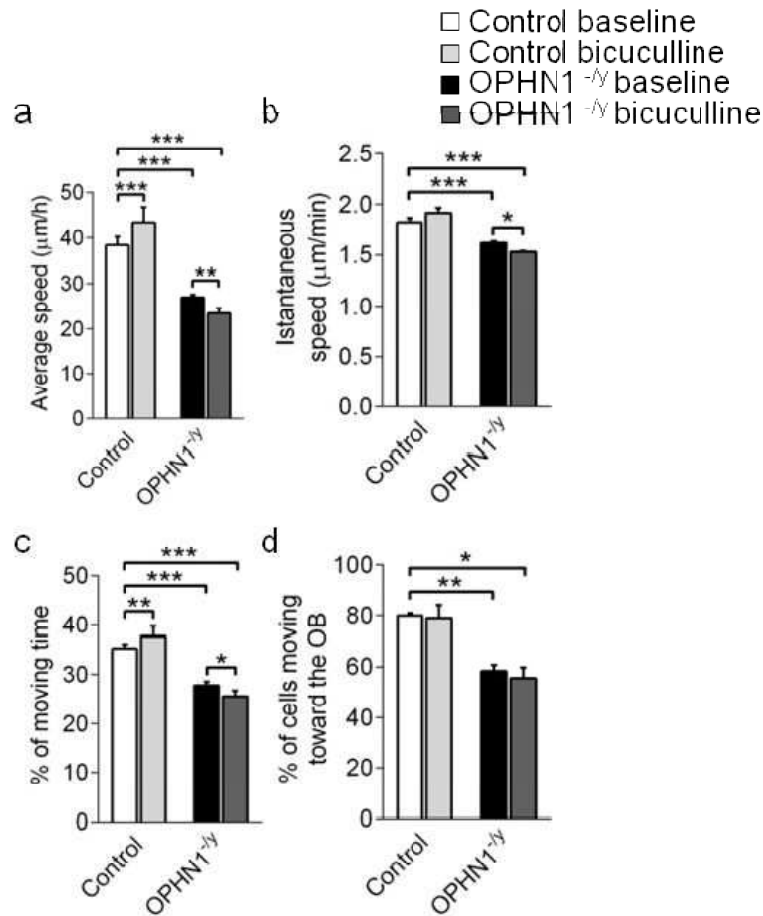 Control baseline
Control bicuculline
OPHN1 -/y baseline
OPHN1 -/y bicuculline
a
***
***
***
**
50
40
30
20
10
0
Average speed (μm/h)
Control
OPHN1-/y
b
***
***
*
2.5
2.0
1.5
1.0
0.5
0.0
Istantaneous
speed (μm/min)
Control
OPHN1-/y
c
***
***
**
*
50
40
30
20
10
0
% of moving time
Control
OPHN1-/y
d
*
**
100
80
60
40
20
0
% of cells moving
toward the OB
Control
OPHN1-/y